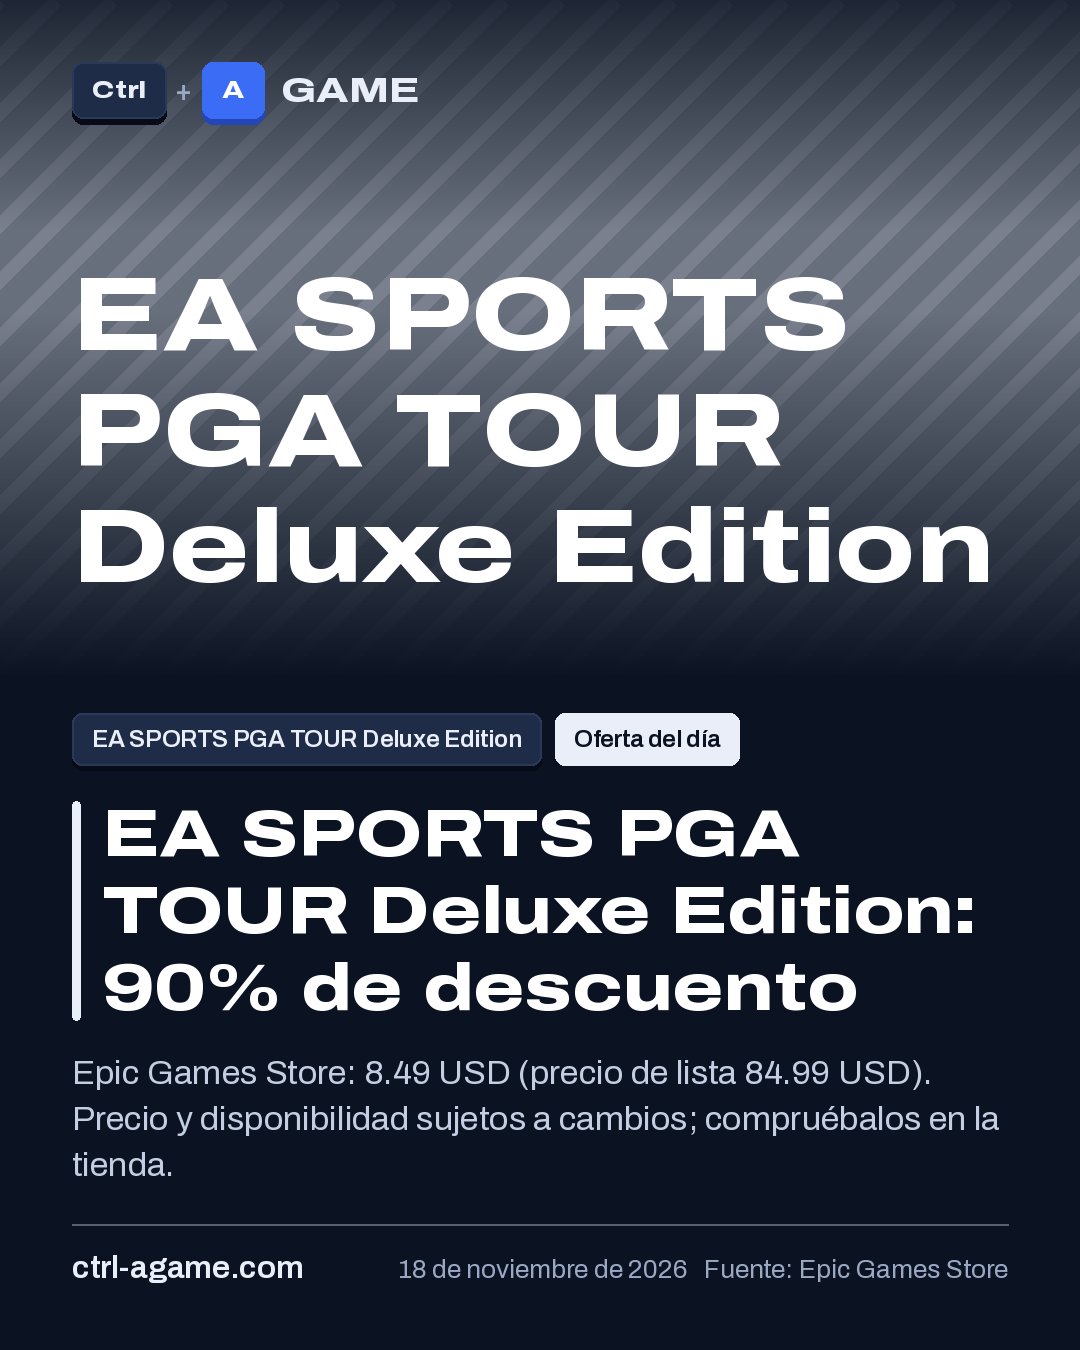 Ctrl + A GAME
EA SPORTS
PGA TOUR
Deluxe Edition
EA SPORTS PGA TOUR Deluxe Edition Oferta del día
EA SPORTS PGA
TOUR Deluxe Edition:
90% de descuento
Epic Games Store: 8.49 USD (precio de lista 84.99 USD).
Precio y disponibilidad sujetos a cambios; compruébalos en la
tienda.
ctrl-agame.com 18 de noviembre de 2026 Fuente: Epic Games Store